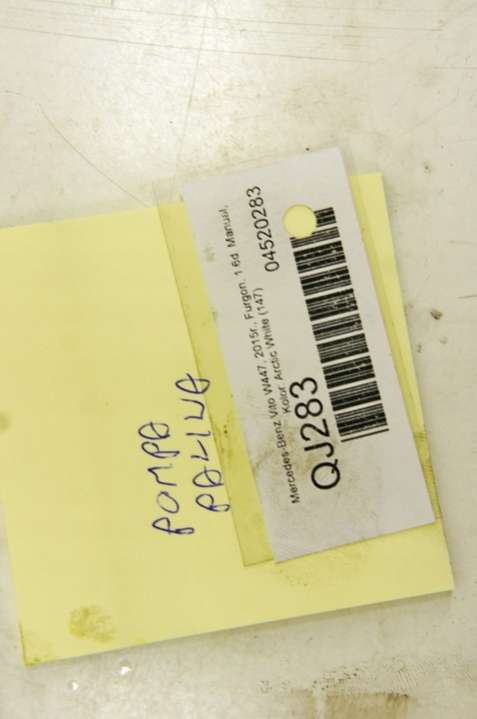 Mercedes-Benz Vito W447, 2015r., Furgon, 1.6d Manual,
Kolor: Arctic White (147)
QJ283
04520283
POMPA
PALIWA